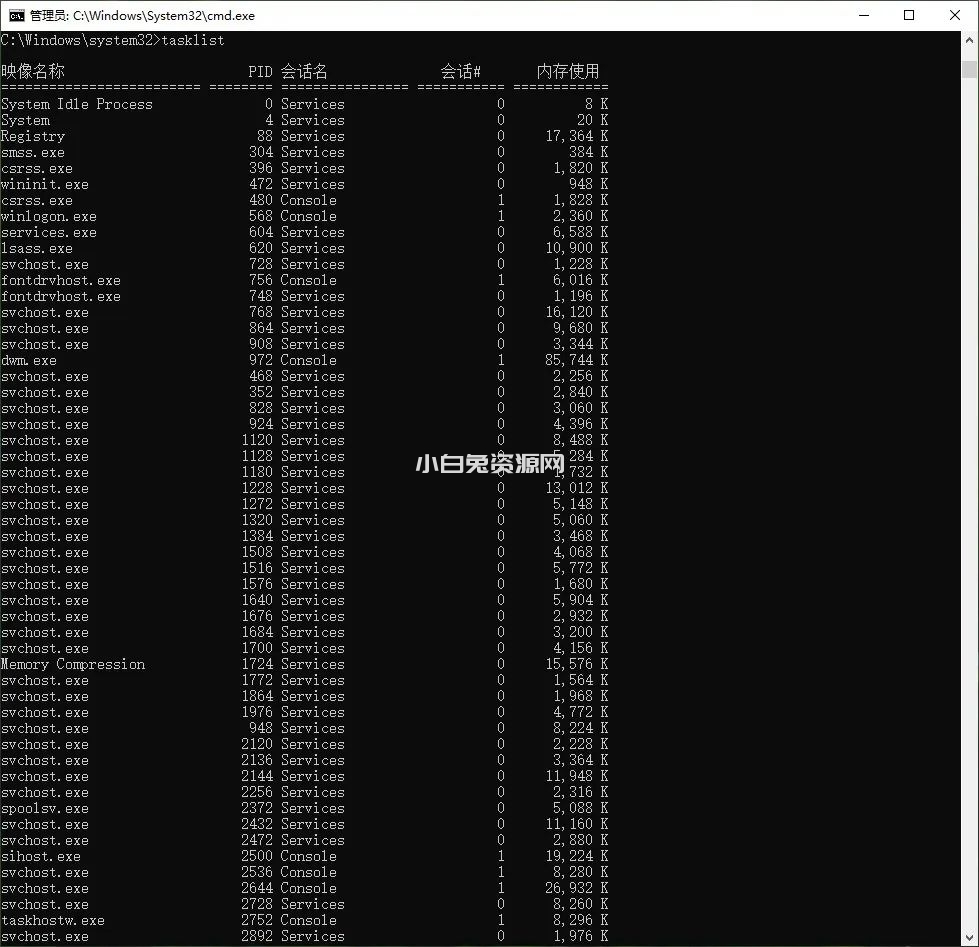 管理员: C:\Windows\System32\cmd.exe
C:\Windows\system32>tasklist
映像名称 PID 会话名 会话# 内存使用
========================= ======== ================ =========== ============
System Idle Process 0 Services 0 8 K
System 4 Services 0 20 K
Registry 88 Services 0 17,364 K
smss.exe 304 Services 0 384 K
csrss.exe 396 Services 0 1,820 K
wininit.exe 472 Services 0 948 K
csrss.exe 480 Console 1 1,828 K
winlogon.exe 568 Console 1 2,360 K
services.exe 604 Services 0 6,588 K
lsass.exe 620 Services 0 10,900 K
svchost.exe 728 Services 0 1,228 K
fontdrvhost.exe 756 Console 1 6,016 K
fontdrvhost.exe 748 Services 0 1,196 K
svchost.exe 768 Services 0 16,120 K
svchost.exe 864 Services 0 9,680 K
svchost.exe 908 Services 0 3,344 K
dwm.exe 972 Console 1 85,744 K
svchost.exe 468 Services 0 2,256 K
svchost.exe 352 Services 0 2,840 K
svchost.exe 828 Services 0 3,060 K
svchost.exe 924 Services 0 4,396 K
svchost.exe 1120 Services 0 8,488 K
svchost.exe 1128 Services 0 5,284 K
小白兔资源网
svchost.exe 1180 Services 0 1,732 K
svchost.exe 1228 Services 0 13,012 K
svchost.exe 1272 Services 0 5,148 K
svchost.exe 1320 Services 0 5,060 K
svchost.exe 1384 Services 0 3,468 K
svchost.exe 1508 Services 0 4,068 K
svchost.exe 1516 Services 0 5,772 K
svchost.exe 1576 Services 0 1,680 K
svchost.exe 1640 Services 0 5,904 K
svchost.exe 1676 Services 0 2,932 K
svchost.exe 1684 Services 0 3,200 K
svchost.exe 1700 Services 0 4,156 K
Memory Compression 1724 Services 0 15,576 K
svchost.exe 1772 Services 0 1,564 K
svchost.exe 1864 Services 0 1,968 K
svchost.exe 1976 Services 0 4,772 K
svchost.exe 948 Services 0 8,224 K
svchost.exe 2120 Services 0 2,228 K
svchost.exe 2136 Services 0 3,364 K
svchost.exe 2144 Services 0 11,948 K
svchost.exe 2256 Services 0 2,316 K
spoolsv.exe 2372 Services 0 5,088 K
svchost.exe 2432 Services 0 11,160 K
svchost.exe 2472 Services 0 2,880 K
sihost.exe 2500 Console 1 19,224 K
svchost.exe 2536 Console 1 8,280 K
svchost.exe 2644 Console 1 26,932 K
svchost.exe 2728 Services 0 8,260 K
taskhostw.exe 2752 Console 1 8,296 K
svchost.exe 2892 Services 0 1,976 K